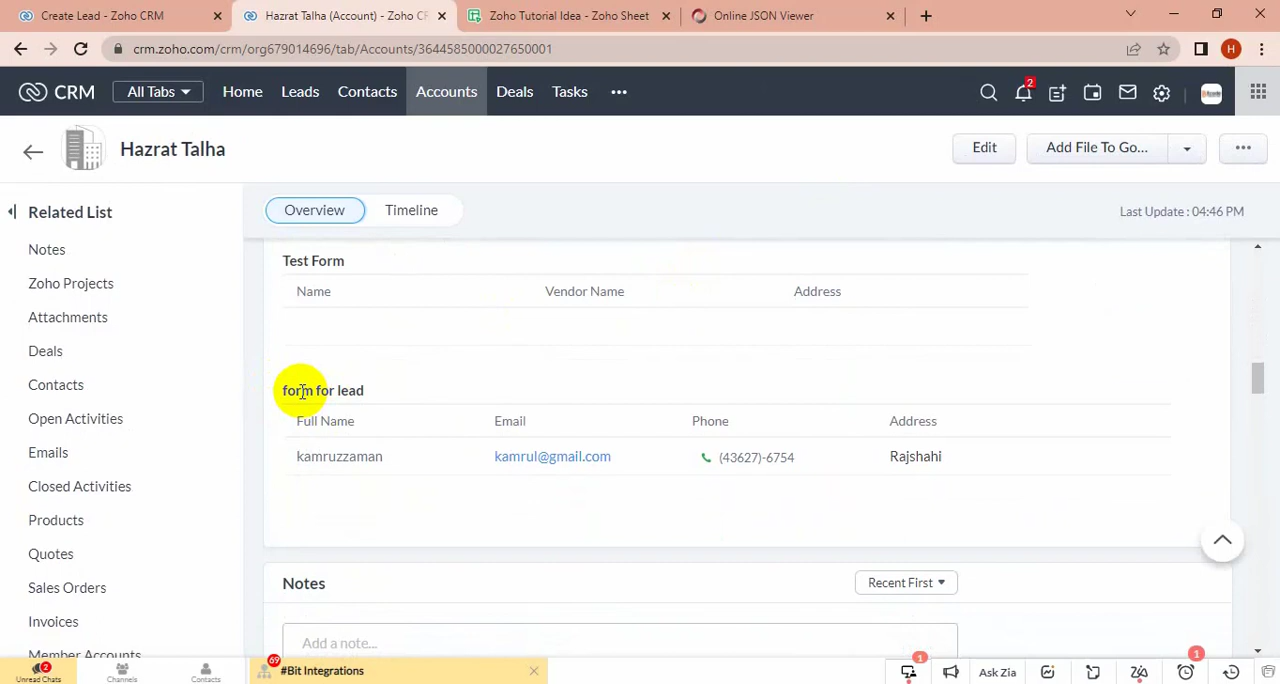 Create Lead - Zoho CRM
Hazrat Talha (Account) - Zoho C
Zoho Tutorial Idea - Zoho Sheet
Online JSON Viewer
crm.zoho.com/crm/org679014696/tab/Accounts/3644585000027650001
H
CRM
All Tabs
Home
Leads
Contacts
Accounts
Deals
Tasks
2
Hazrat Talha
Edit
Add File To Go...
Related List
Overview
Timeline
Last Update : 04:46 PM
Notes
Zoho Projects
Attachments
Deals
Contacts
Open Activities
Emails
Closed Activities
Products
Quotes
Sales Orders
Invoices
Member Accounts
Test Form
Name Vendor Name Address
form for lead
Full Name Email Phone Address
kamruzzaman kamrul@gmail.com (43627)-6754 Rajshahi
Notes
Recent First
Add a note...
2
Unread Chats
Channels
Contacts
69
#Bit Integrations
1
Ask Zia
1